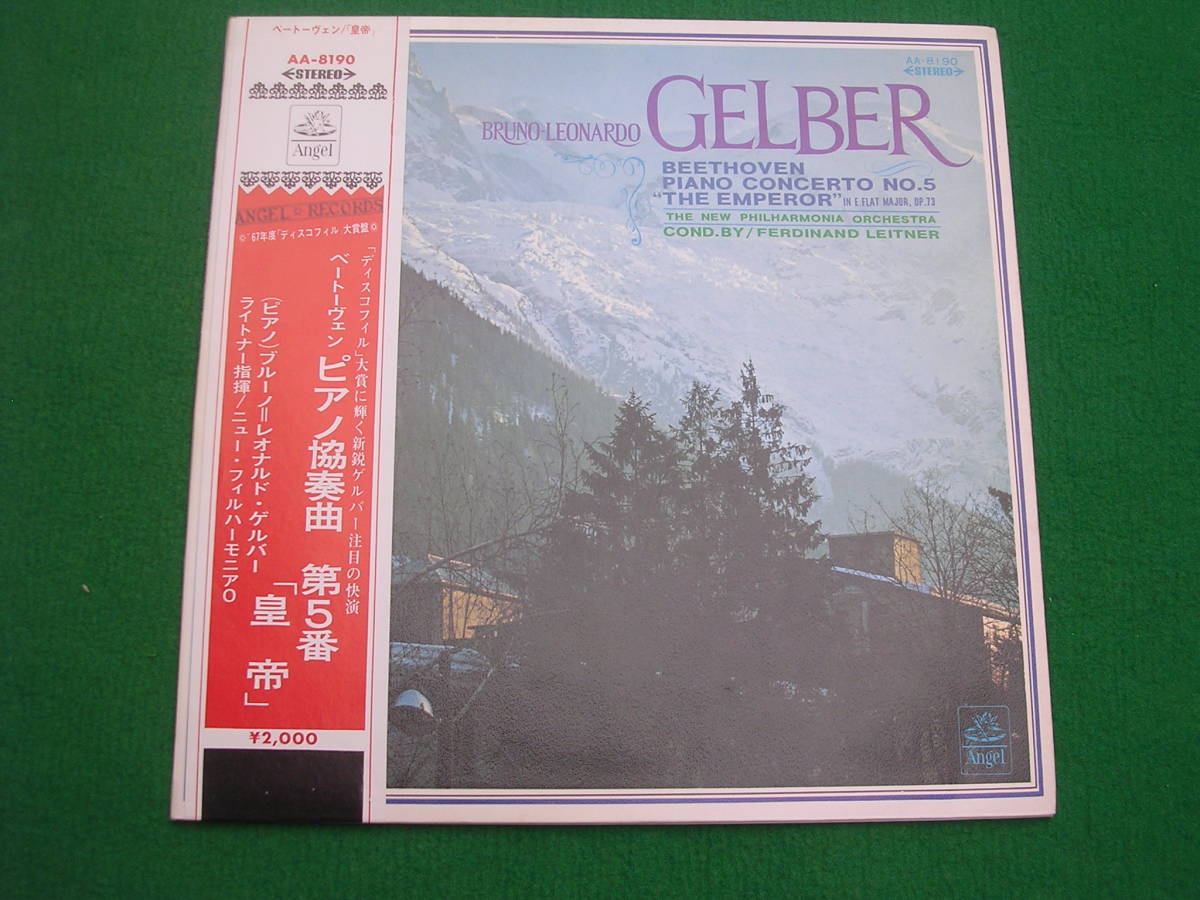 ベートーヴェン/「皇帝」
AA-8190
STEREO
Angel
ANGEL RECORDS
'67年度「ディスコフィル 大賞盤
「ディスコフィル」大賞に輝く新鋭ゲルバー注目の快演
ベートーヴェン ピアノ協奏曲 第5番
「皇帝」
(ピアノ)ブルーノ=レオナルド・ゲルバー
ライトナー指揮/ニュー・フィルハーモニアO
¥2,000
AA-8190
STEREO
BRUNO-LEONARDO GELBER
BEETHOVEN
PIANO CONCERTO NO.5
"THE EMPEROR" IN E FLAT MAJOR, OP.73
THE NEW PHILHARMONIA ORCHESTRA
COND.BY/FERDINAND LEITNER
Angel